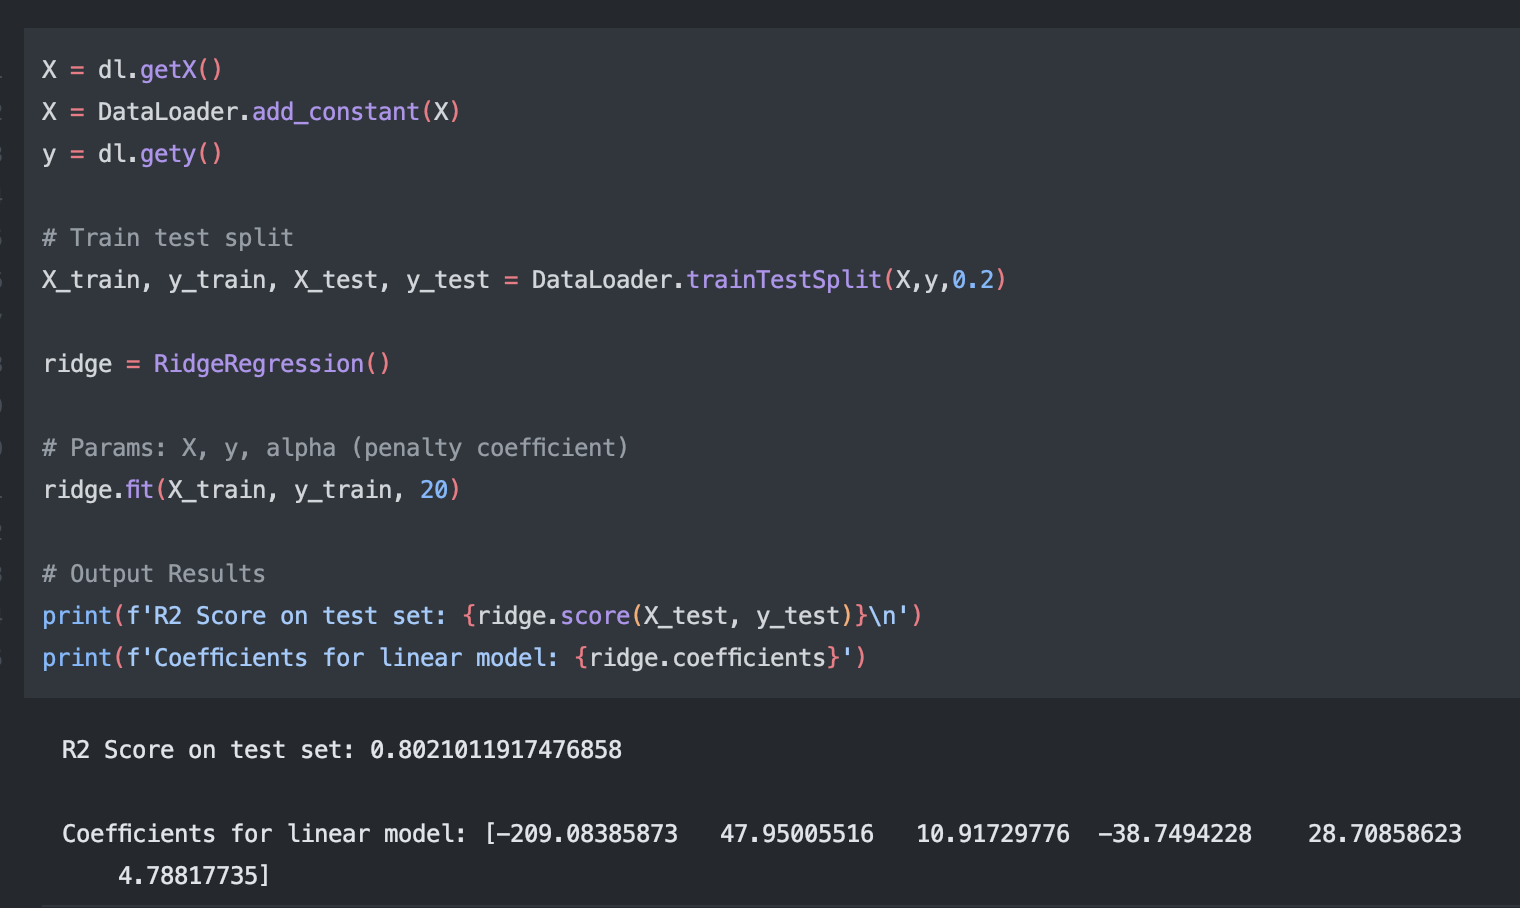 X = dl.getX()
X = DataLoader.add_constant(X)
y = dl.gety()
# Train test split
X_train, y_train, X_test, y_test = DataLoader.trainTestSplit(X,y,0.2)
ridge = RidgeRegression()
# Params: X, y, alpha (penalty coefficient)
ridge.fit(X_train, y_train, 20)
# Output Results
print(f'R2 Score on test set: {ridge.score(X_test, y_test)}\n')
print(f'Coefficients for linear model: {ridge.coefficients}')
R2 Score on test set: 0.8021011917476858
Coefficients for linear model: [-209.08385873   47.95005516   10.91729776  -38.7494228    28.70858623
    4.78817735]